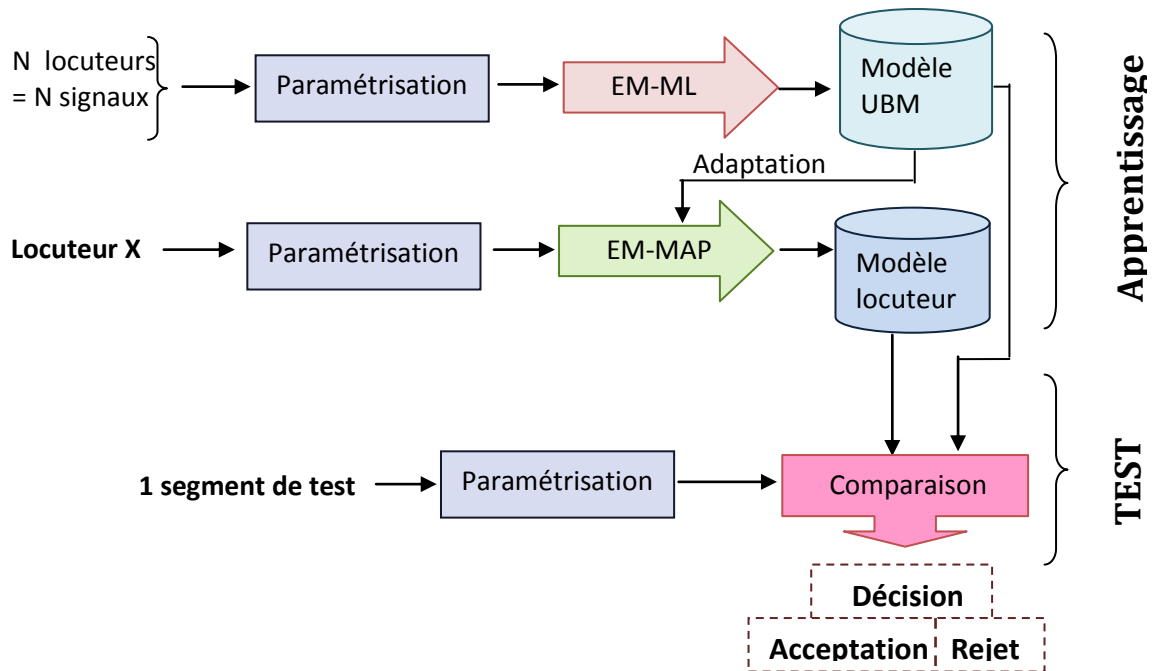 N locuteurs
= N signaux
Paramétrisation
EM-ML
Modèle
UBM
Adaptation
Locuteur X
Paramétrisation
EM-MAP
Modèle
locuteur
Apprentissage
1 segment de test
Paramétrisation
Comparaison
TEST
Décision
Acceptation
Rejet